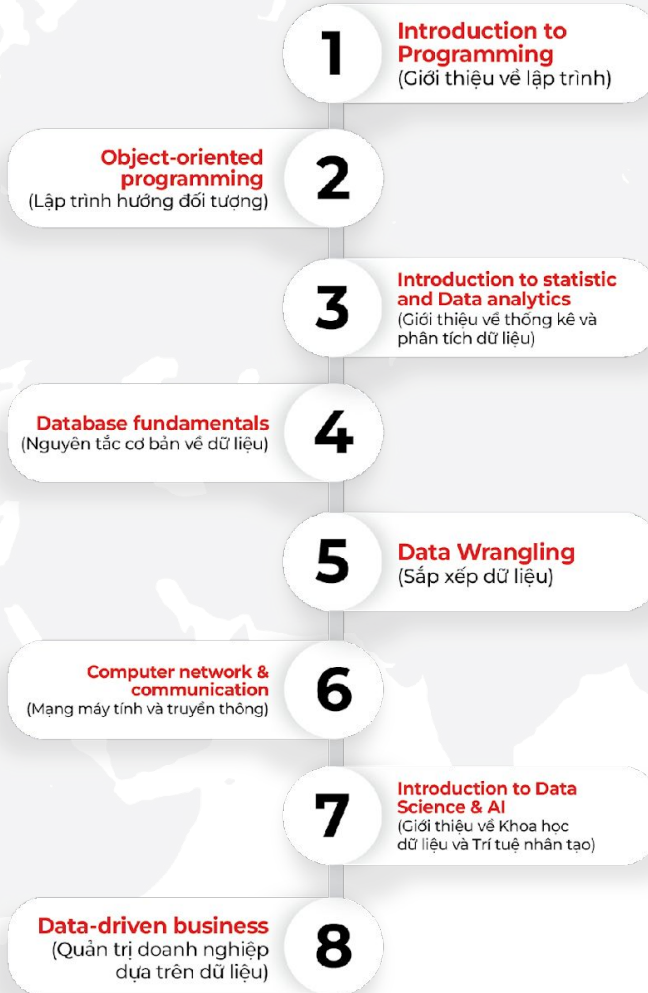 1
Introduction to
Programming
(Giới thiệu về lập trình)
2
Object-oriented
programming
(Lập trình hướng đối tượng)
3
Introduction to statistic
and Data analytics
(Giới thiệu về thống kê và
phân tích dữ liệu)
4
Database fundamentals
(Nguyên tắc cơ bản về dữ liệu)
5
Data Wrangling
(Sắp xếp dữ liệu)
6
Computer network &
communication
(Mạng máy tính và truyền thông)
7
Introduction to Data
Science & AI
(Giới thiệu về Khoa học
dữ liệu và Trí tuệ nhân tạo)
8
Data-driven business
(Quản trị doanh nghiệp
dựa trên dữ liệu)